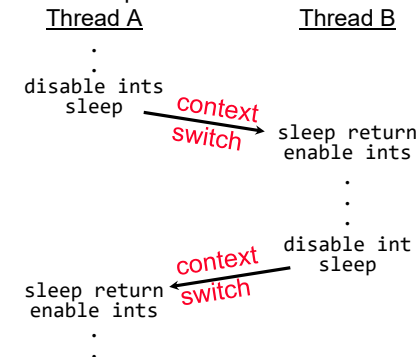 Thread A
Thread B
.
.
disable ints
sleep
context
switch
sleep return
enable ints
.
.
.
disable int
sleep
context
switch
sleep return
enable ints
.
.